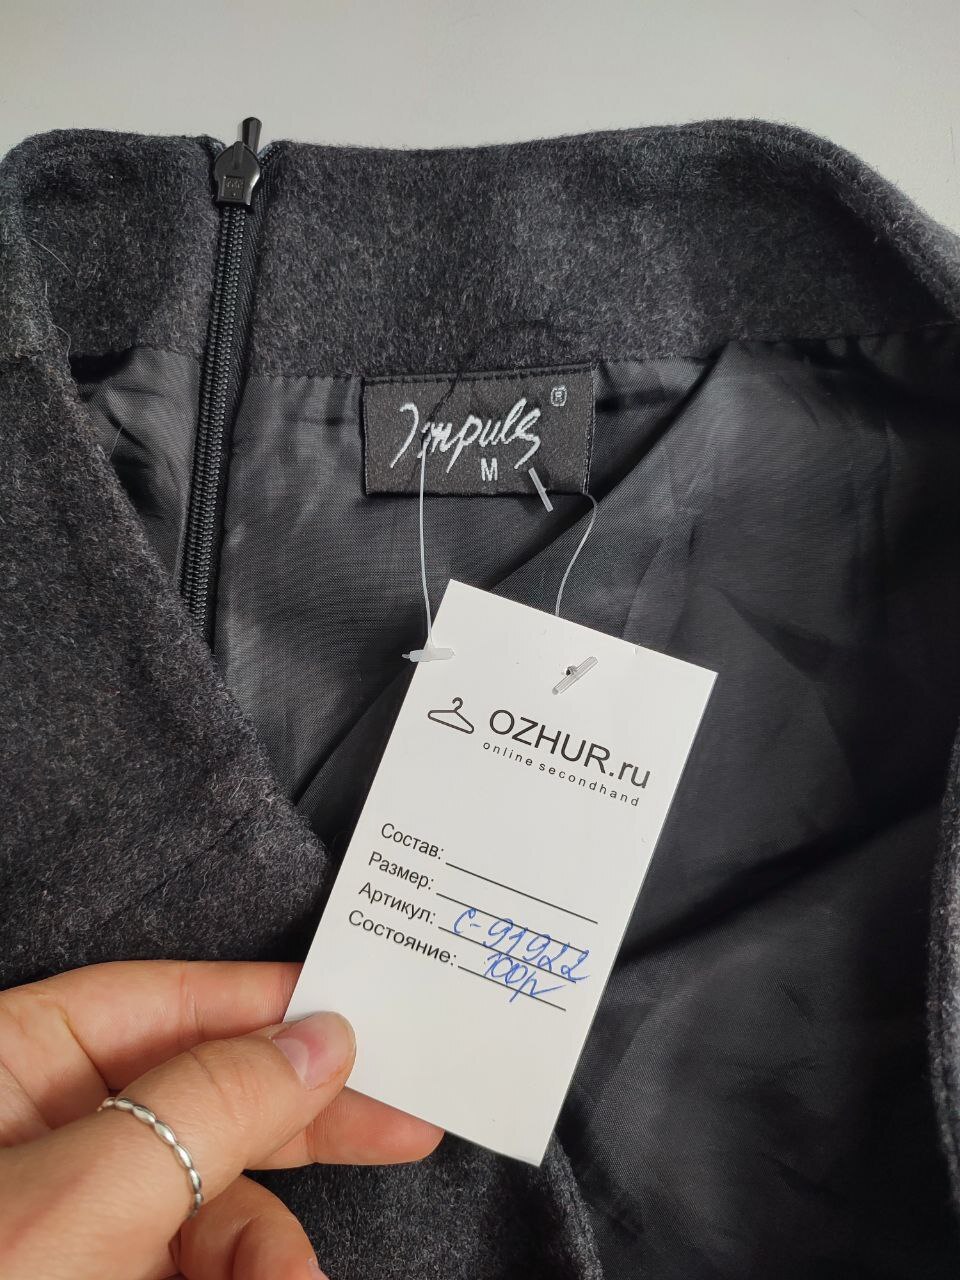 Impuls ®
M
OZHUR.ru
online secondhand
Состав:
Размер:
Артикул: С-91922
Состояние: 100р